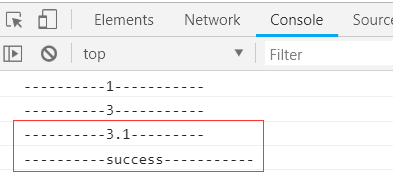 Elements Network Console Source
top Filter
----------1-----------
----------3-----------
----------3.1---------
----------success-----------